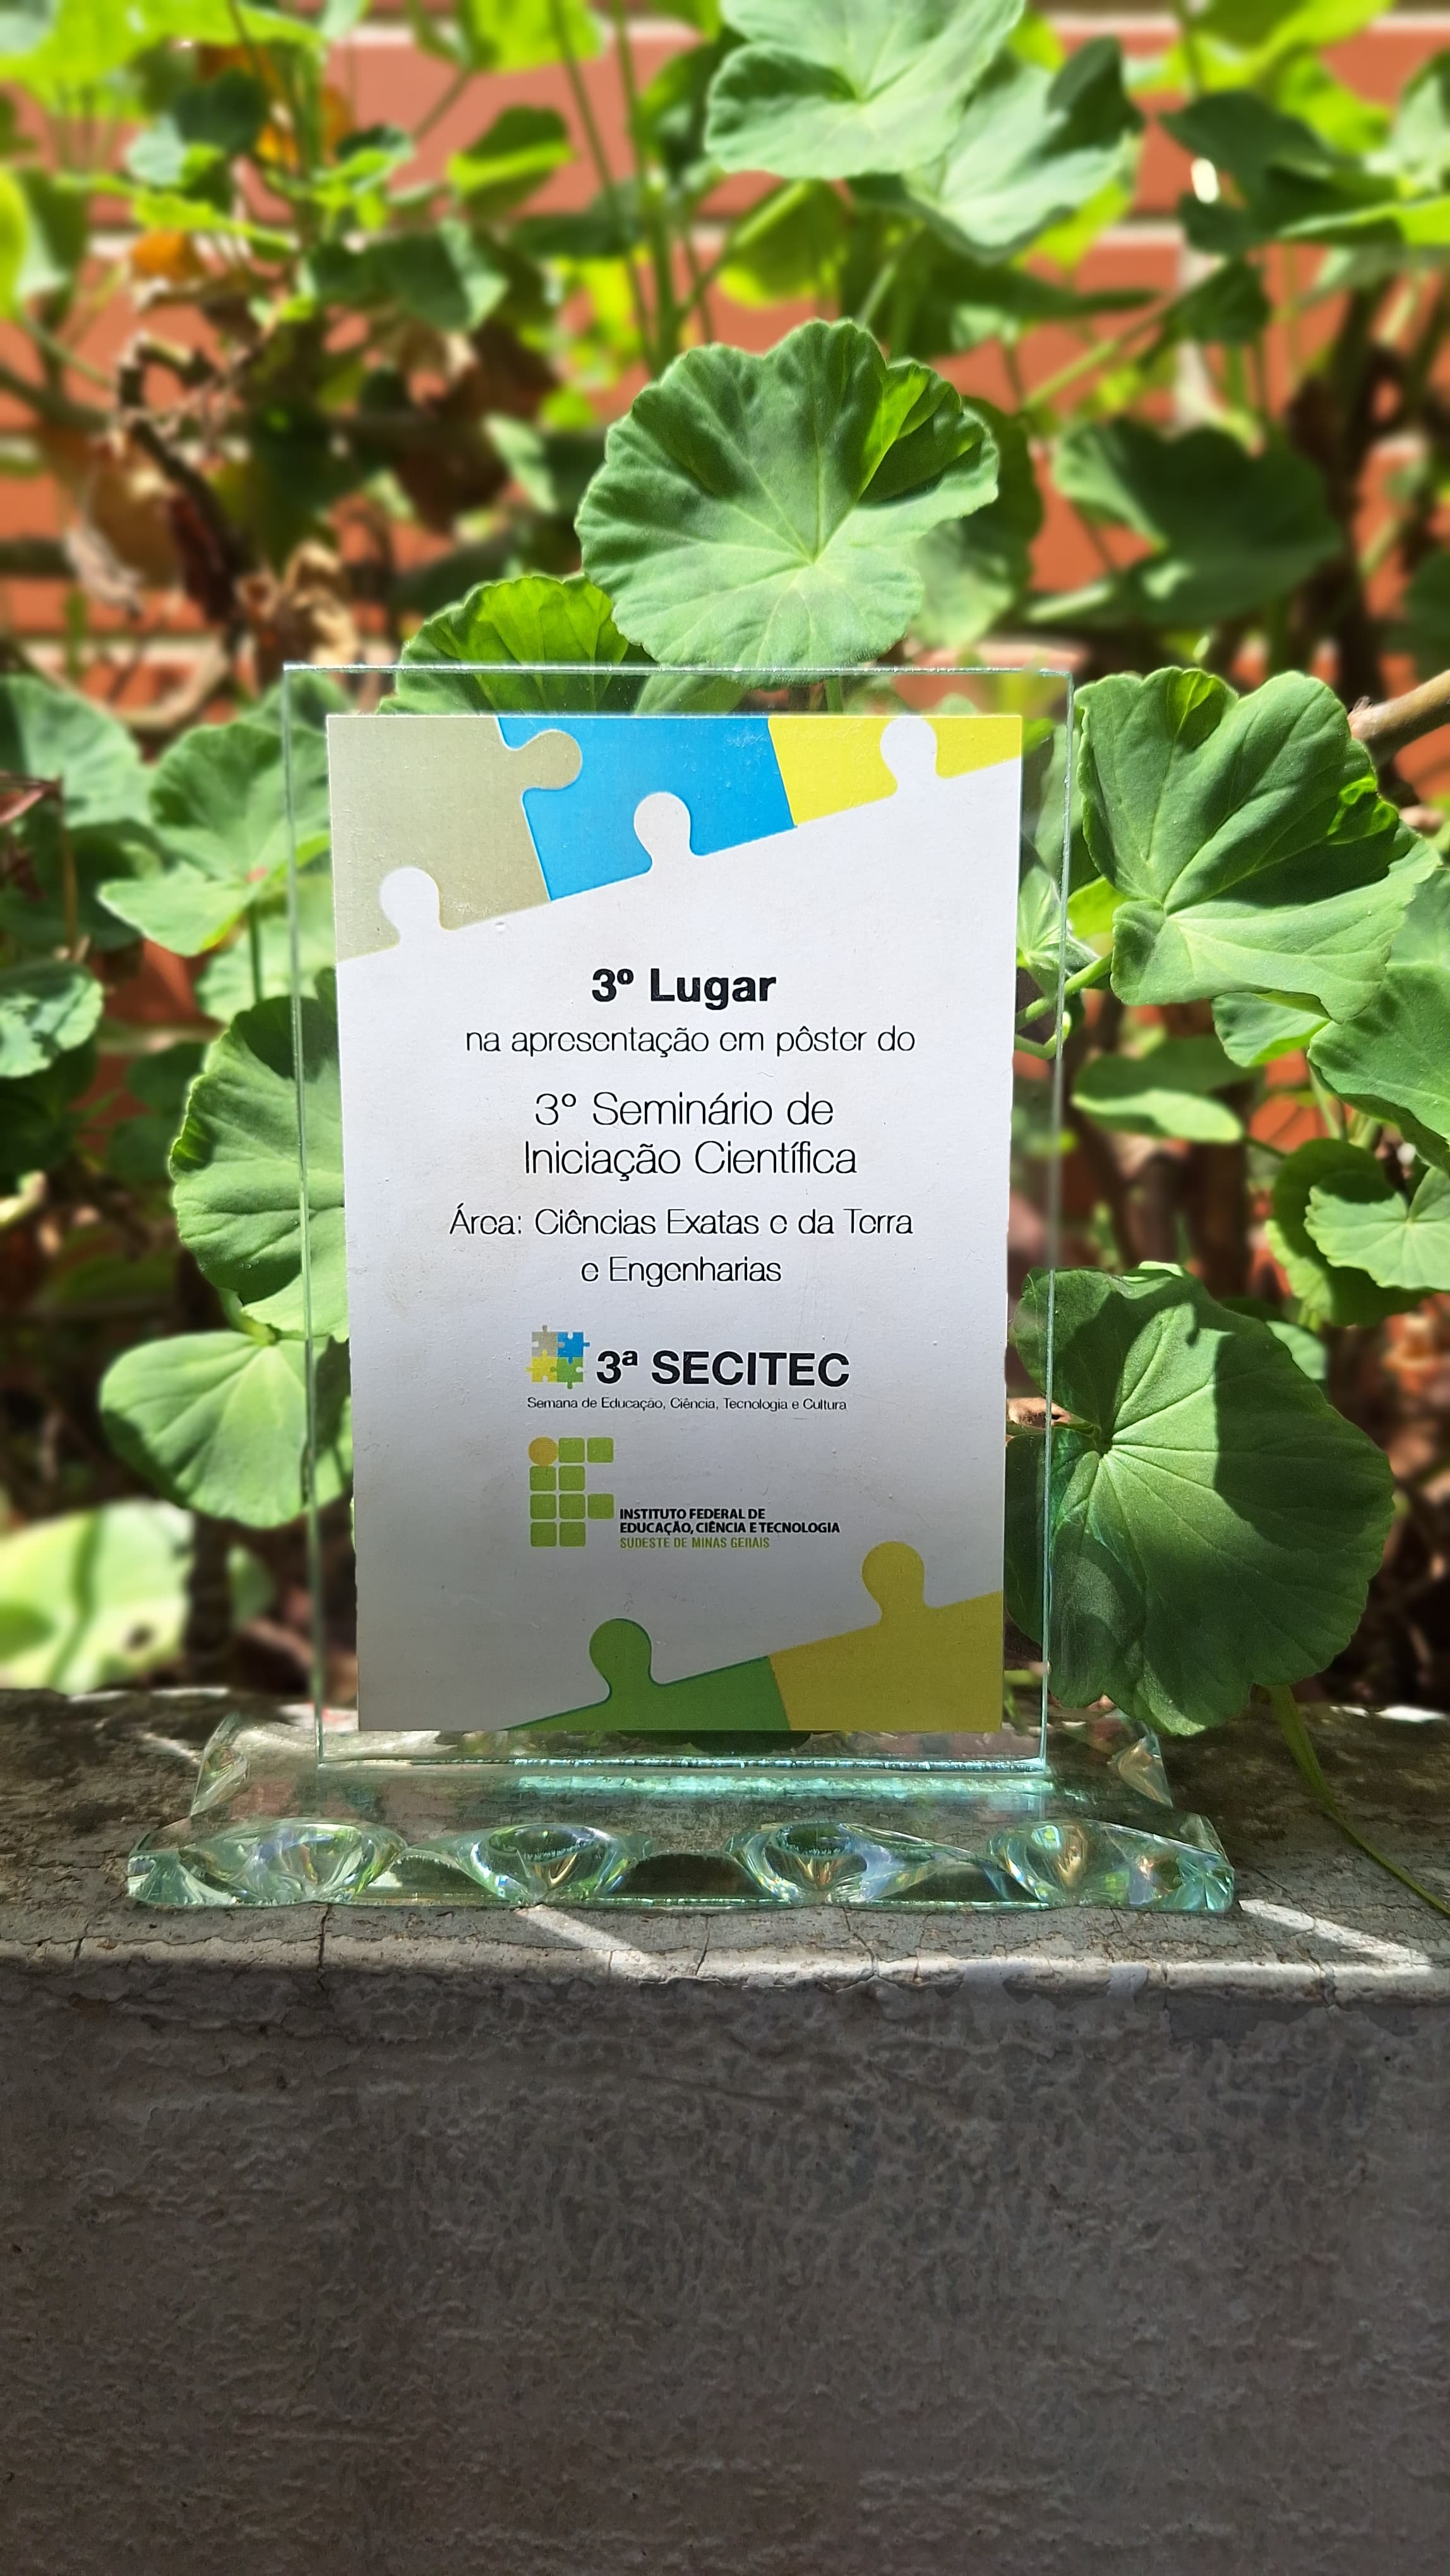 3º Lugar
na apresentação em pôster do
3º Seminário de
Iniciação Científica
Área: Ciências Exatas e da Terra
e Engenharias
3ª SECITEC
Semana de Educação, Ciência, Tecnologia e Cultura
INSTITUTO FEDERAL DE
EDUCAÇÃO, CIÊNCIA E TECNOLOGIA
SUDESTE DE MINAS GERAIS